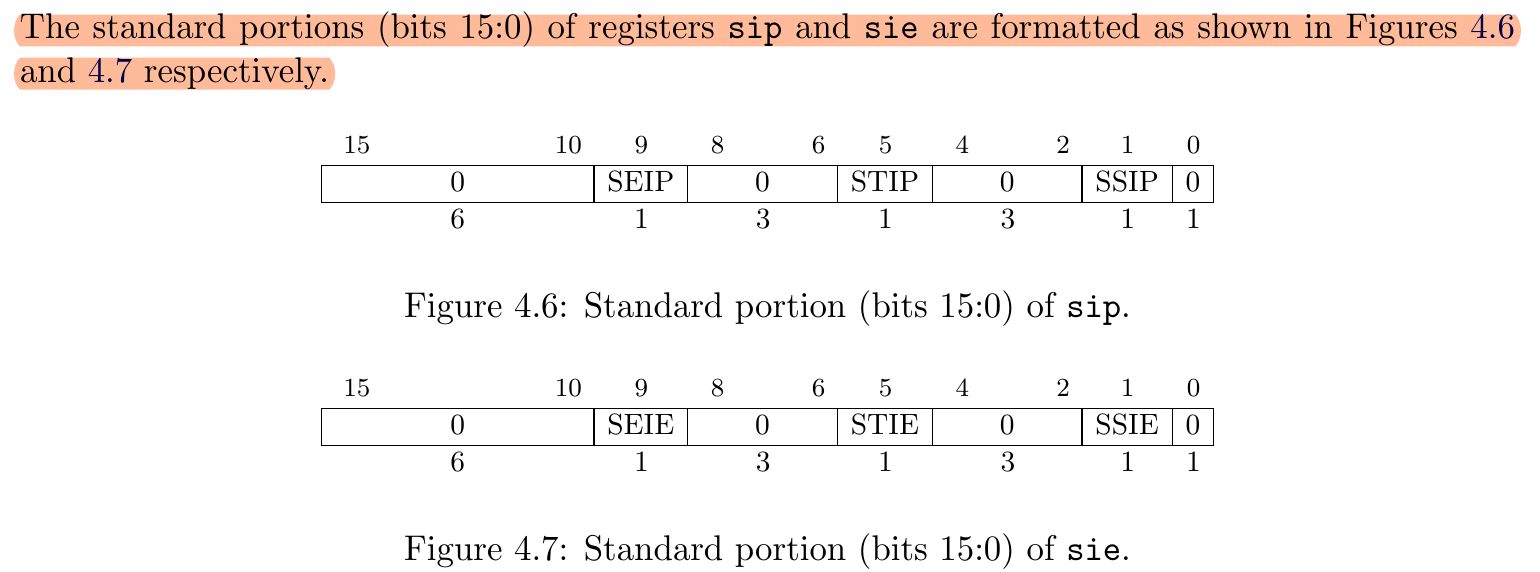 The standard portions (bits 15:0) of registers sip and sie are formatted as shown in Figures 4.6
and 4.7 respectively.
15 10 9 8 6 5 4 2 1 0
0 SEIP 0 STIP 0 SSIP 0
6 1 3 1 3 1 1
Figure 4.6: Standard portion (bits 15:0) of sip.
15 10 9 8 6 5 4 2 1 0
0 SEIE 0 STIE 0 SSIE 0
6 1 3 1 3 1 1
Figure 4.7: Standard portion (bits 15:0) of sie.